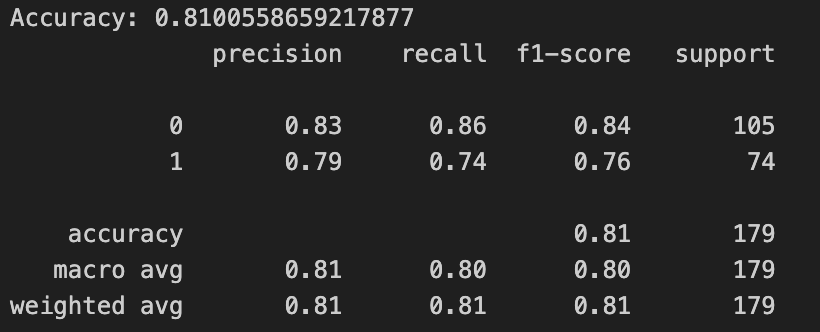 Accuracy: 0.8100558659217877
precision recall f1-score support
0 0.83 0.86 0.84 105
1 0.79 0.74 0.76 74
accuracy 0.81 179
macro avg 0.81 0.80 0.80 179
weighted avg 0.81 0.81 0.81 179